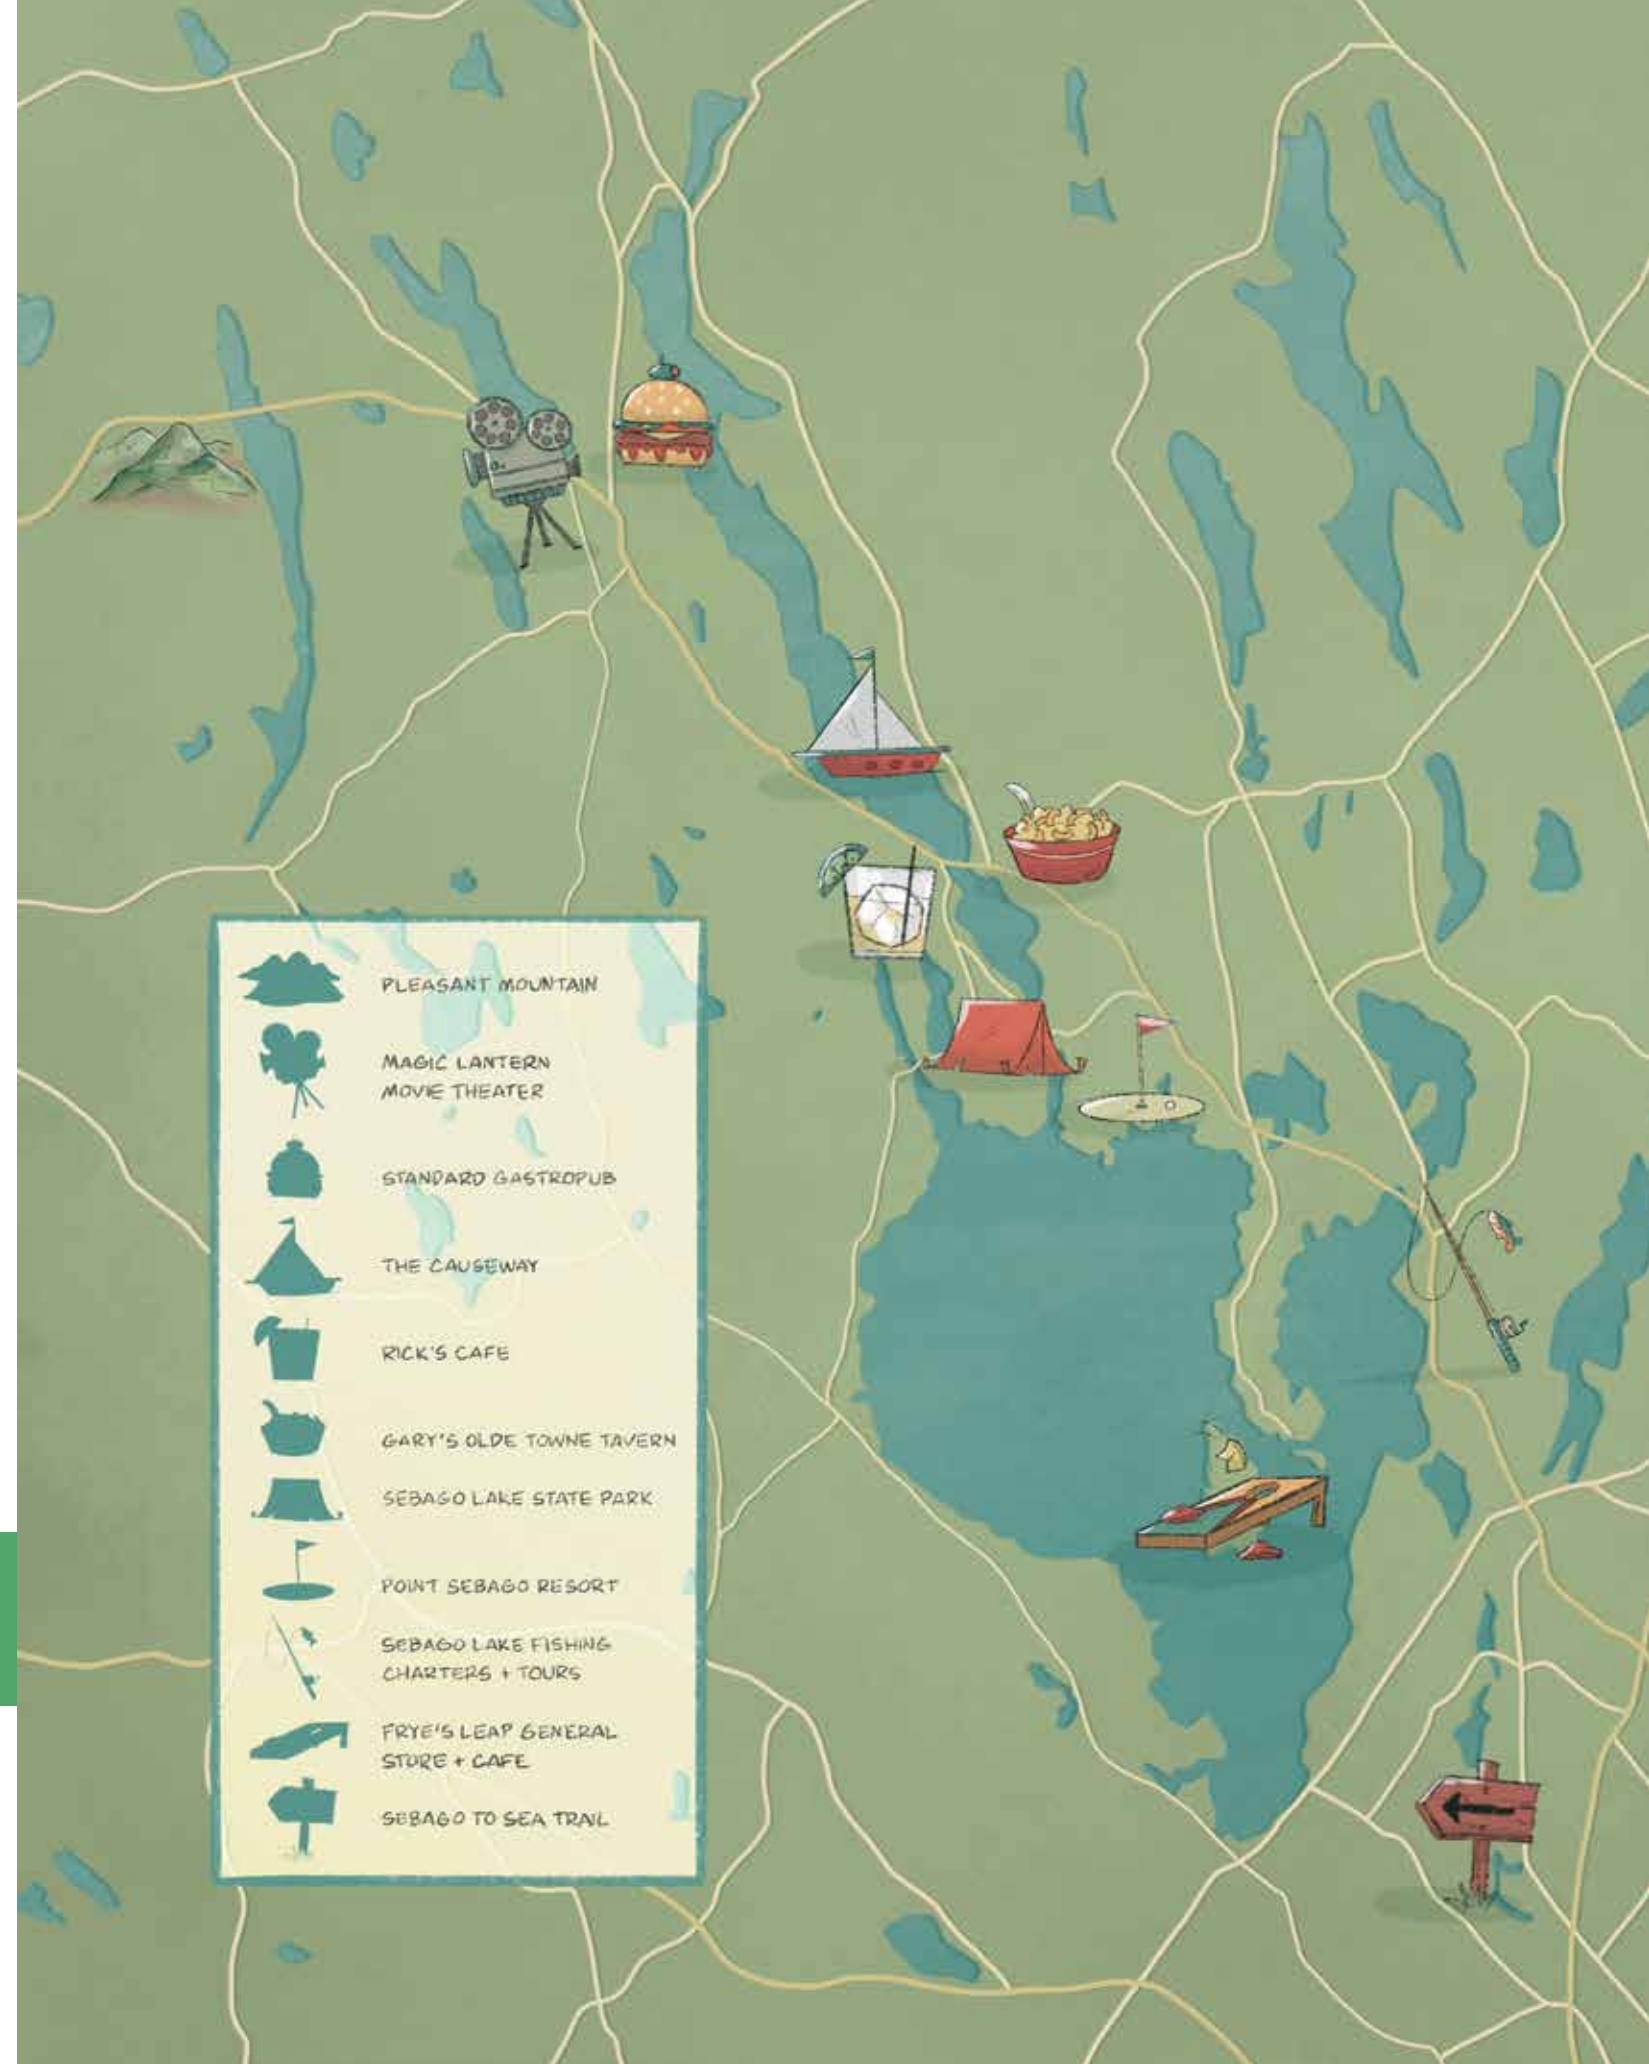 PLEASANT MOUNTAIN
MAGIC LANTERN
MOVIE THEATER
STANDARD GASTROPUB
THE CAUSEWAY
RICK'S CAFE
GARY'S OLDE TOWNE TAVERN
SEBAGO LAKE STATE PARK
POINT SEBAGO RESORT
SEBAGO LAKE FISHING
CHARTERS + TOURS
FRYE'S LEAP GENERAL
STORE + CAFE
SEBAGO TO SEA TRAIL